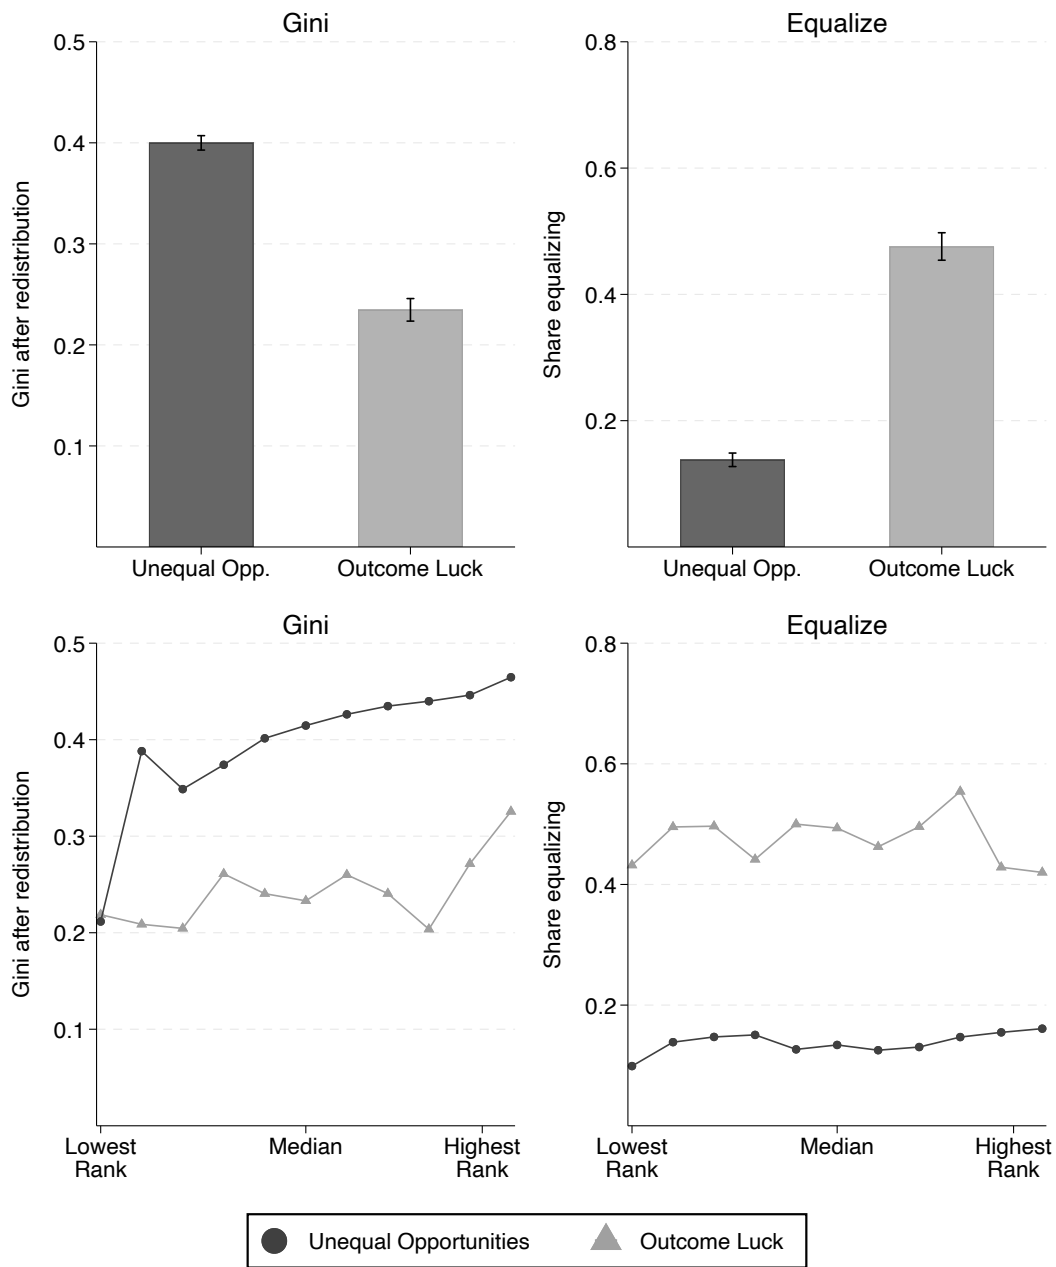 Gini
Gini after redistribution
0.5
0.4
0.3
0.2
0.1
Unequal Opp.
Outcome Luck
Equalize
Share equalizing
0.8
0.6
0.4
0.2
Unequal Opp.
Outcome Luck
Gini
Gini after redistribution
0.5
0.4
0.3
0.2
0.1
Lowest
Rank
Median
Highest
Rank
Equalize
Share equalizing
0.8
0.6
0.4
0.2
Lowest
Rank
Median
Highest
Rank
Unequal Opportunities
Outcome Luck